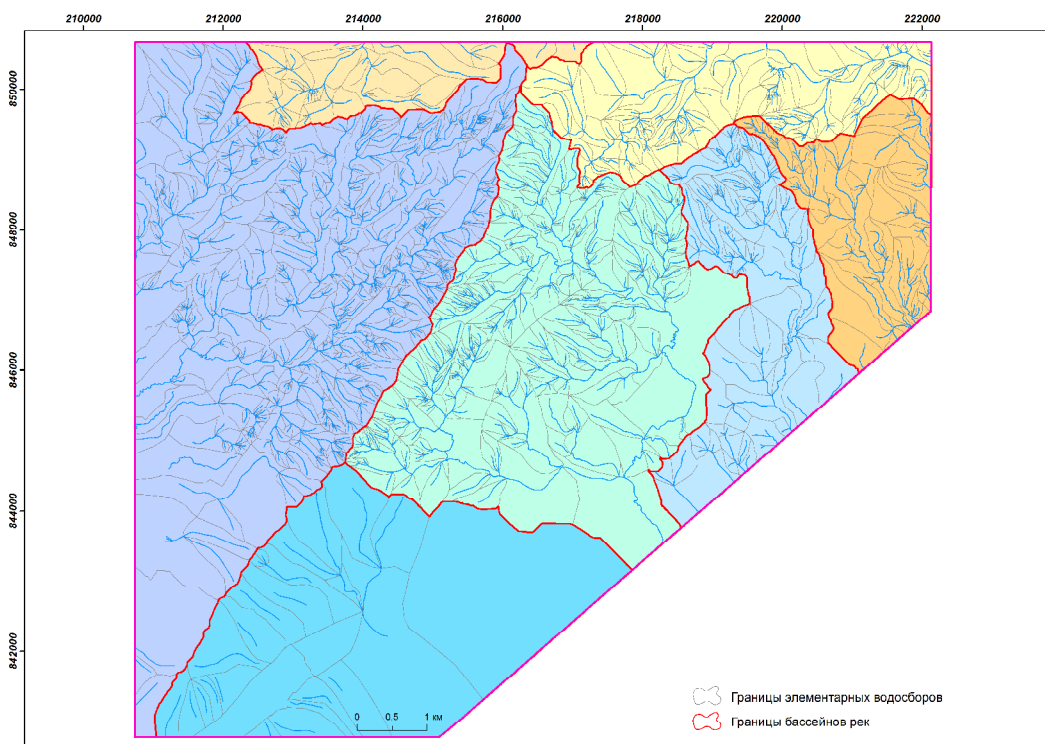 210000 212000 214000 216000 218000 220000 222000
850000
848000
846000
844000
842000
0 0.5 1 км
Границы элементарных водосборов
Границы бассейнов рек